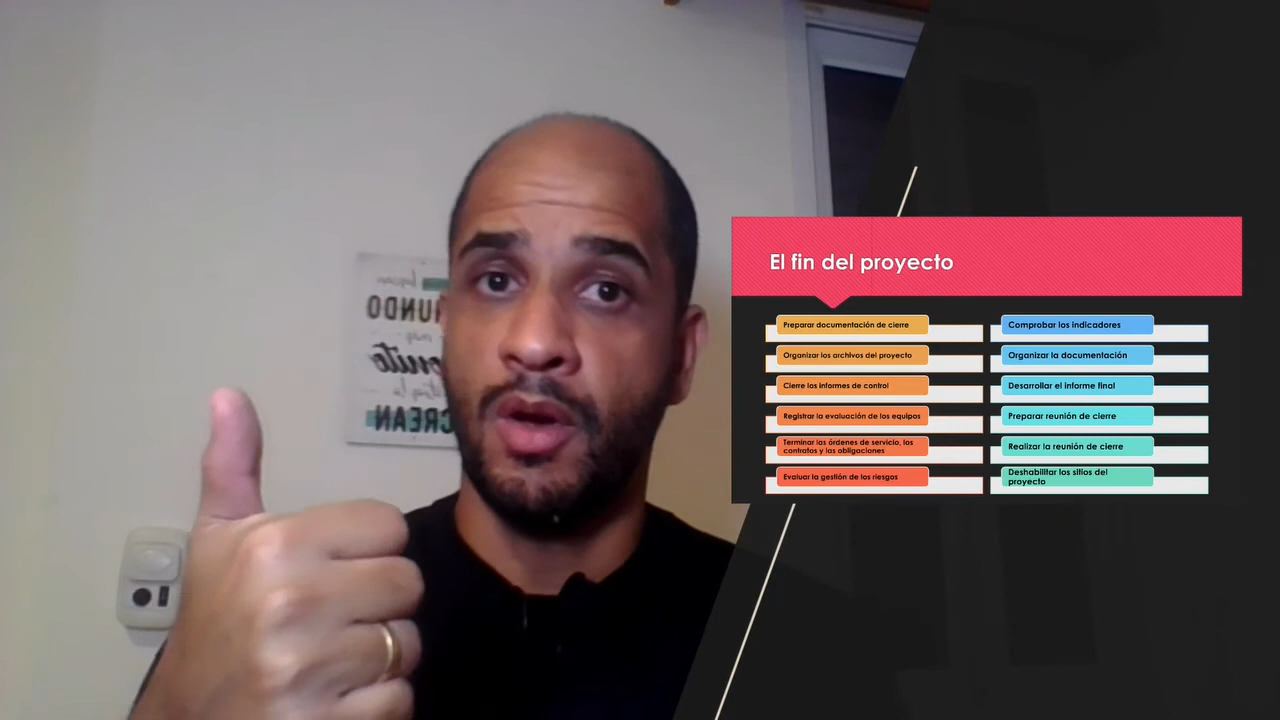 MUNDO
CREAN
El fin del proyecto
Preparar documentación de cierre
Organizar los archivos del proyecto
Cierre los informes de control
Registrar la evaluación de los equipos
Terminar las órdenes de servicio, los
contratos y las obligaciones
Evaluar la gestión de los riesgos
Comprobar los indicadores
Organizar la documentación
Desarrollar el informe final
Preparar reunión de cierre
Realizar la reunión de cierre
Deshabilitar los sitios del
proyecto